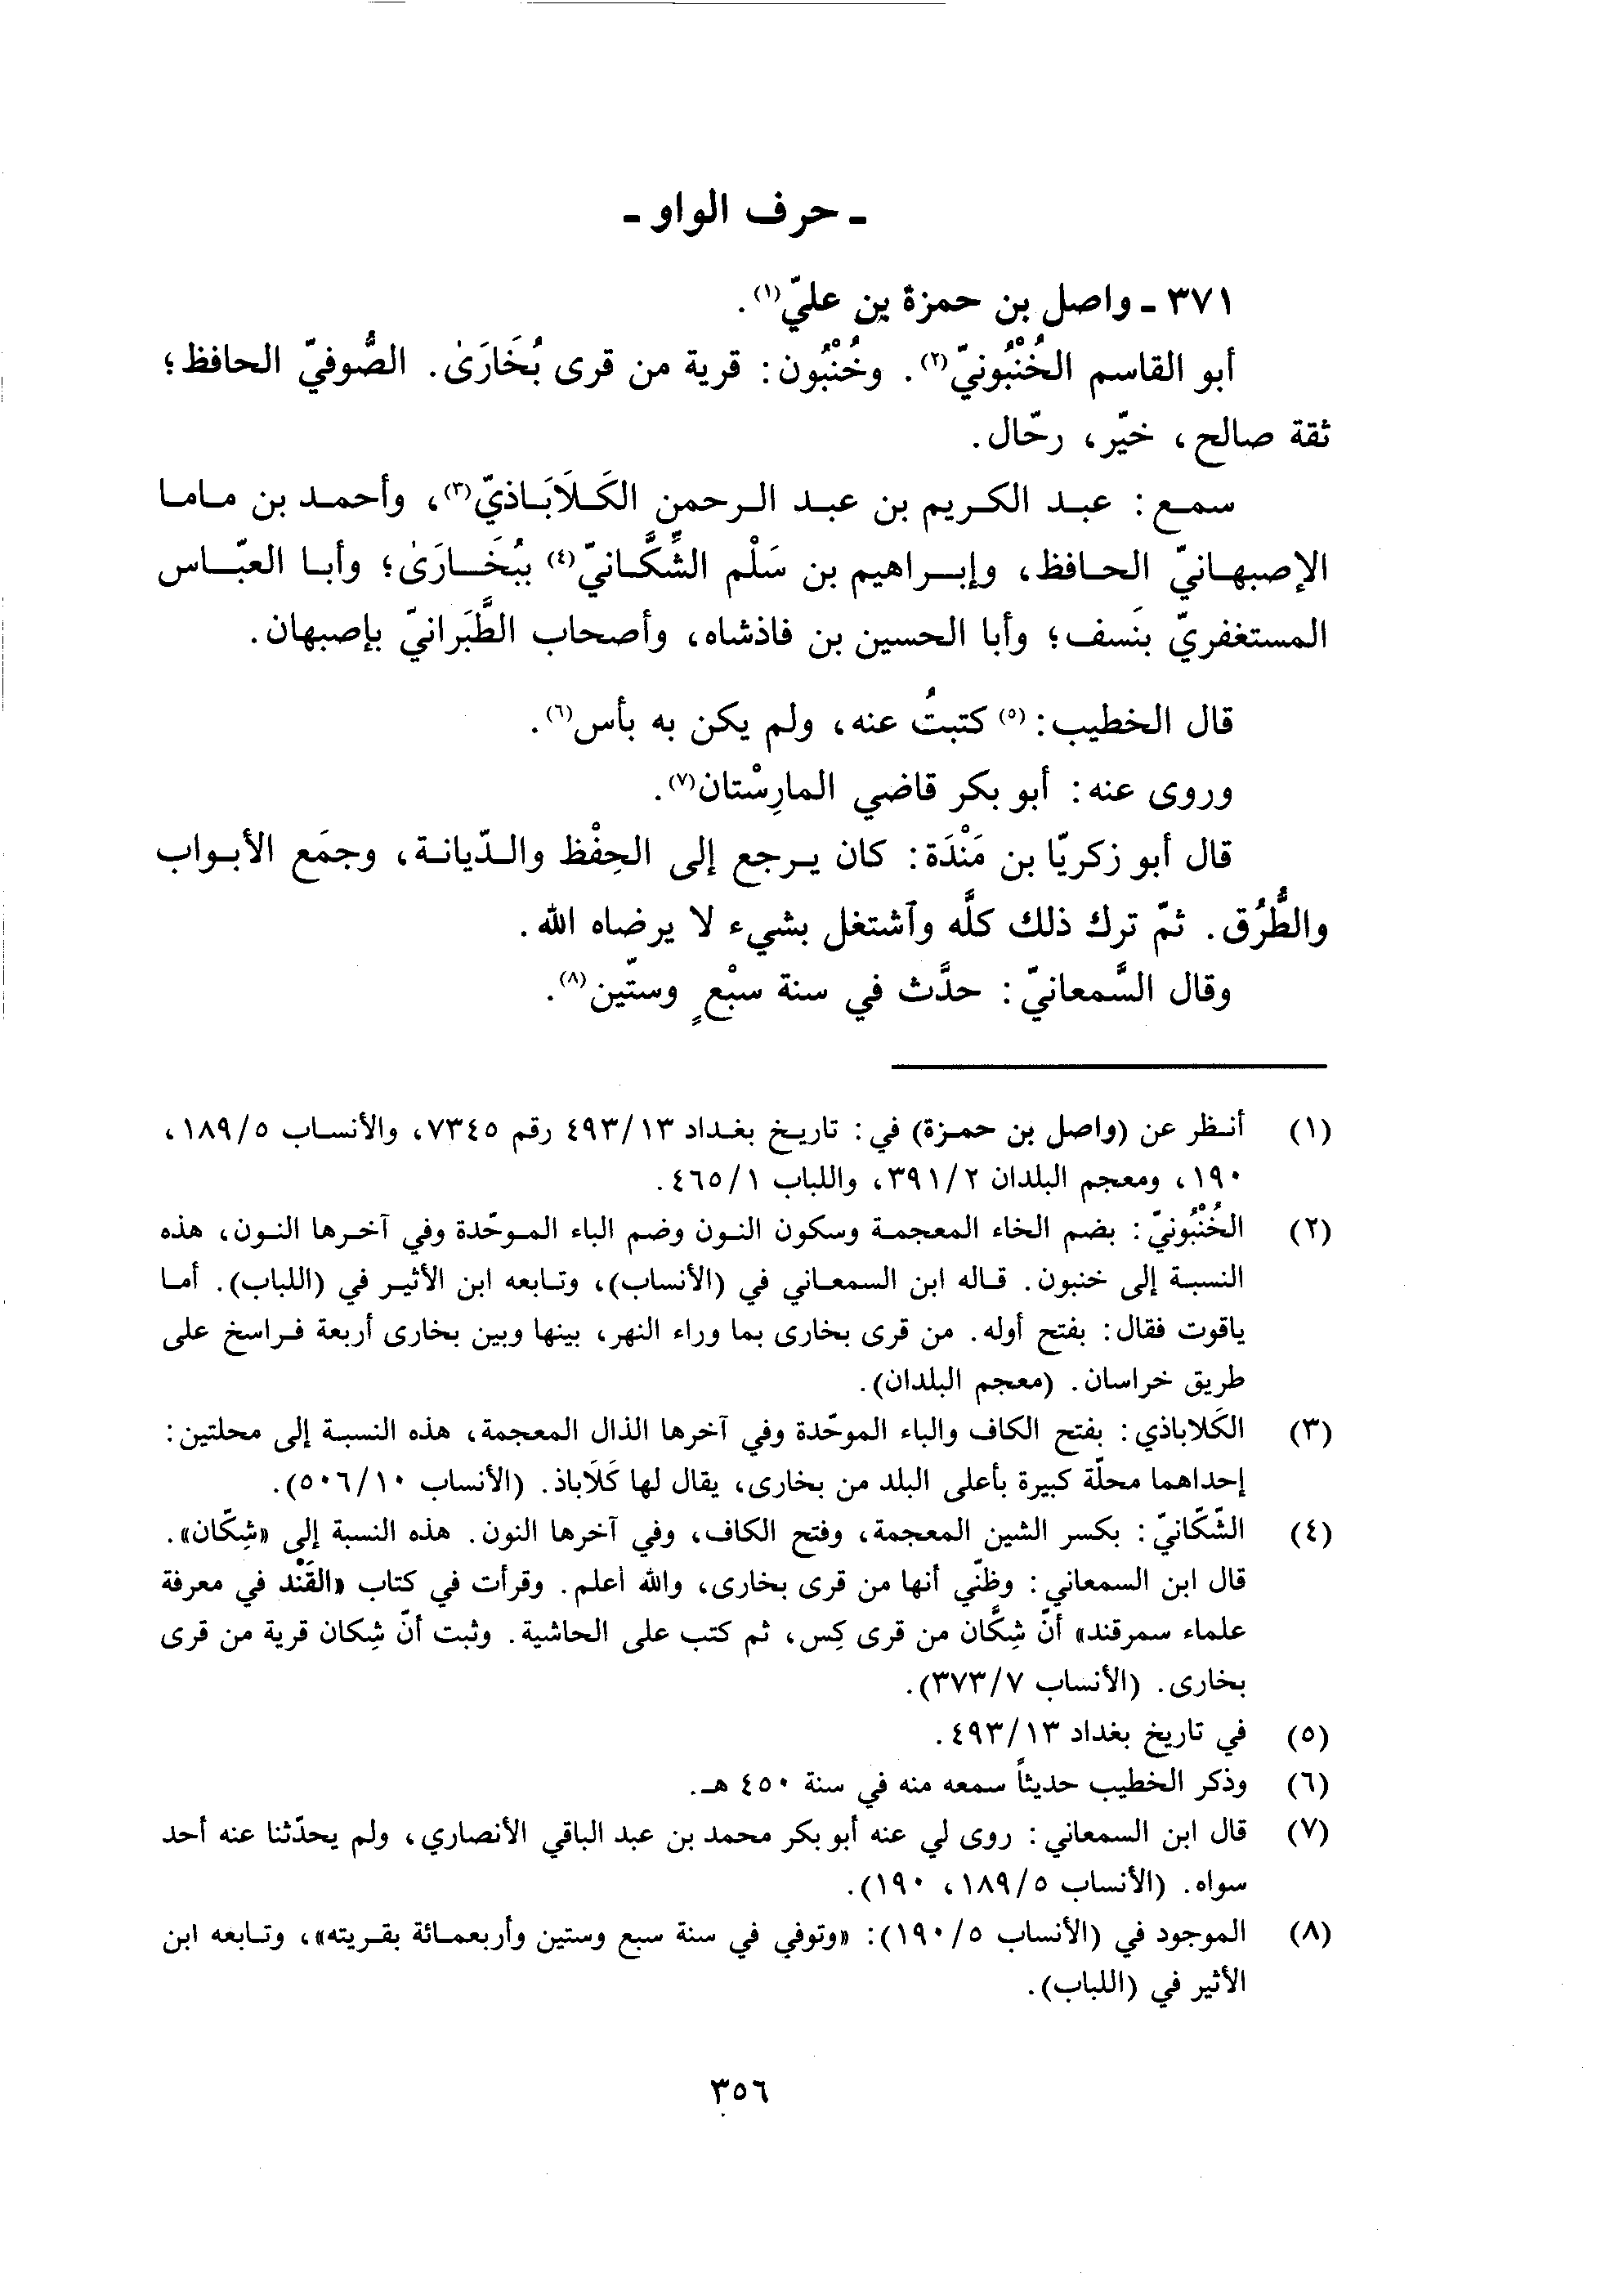 ـ حرف الواو ـ
٣٧١ ـ واصل بن حمزة بن عليّ(١).
أبو القاسم الخُنْبُونيّ(٢). وخُنْبُون: قرية من قرى بُخَارَىٰ. الصُّوفيّ الحافظ؛
ثقة صالح، خيّر، رحّال.
سمع: عبد الكريم بن عبد الرحمن الكَلَابَاذيّ(٣)، وأحمد بن ماما
الإصبهانيّ الحافظ، وإبراهيم بن سَلْم الشِّكَّانيّ(٤) ببُخَارَىٰ؛ وأبا العبّاس
المستغفريّ بنَسف؛ وأبا الحسين بن فاذشاه، وأصحاب الطَّبَرانيّ بإصبهان.
قال الخطيب:(٥) كتبتُ عنه، ولم يكن به بأس(٦).
وروى عنه: أبو بكر قاضي المارِسْتان(٧).
قال أبو زكريّا بن مَنْدَة: كان يرجع إلى الحِفْظ والدّيانة، وجمَع الأبواب
والطُّرُق. ثمّ ترك ذلك كلَّه وٱشتغل بشيء لا يرضاه الله.
وقال السَّمعانيّ: حدَّث في سنة سبْعٍ وستّين(٨).
(١) أنظر عن (واصل بن حمزة) في: تاريخ بغداد ٤٩٣/١٣ رقم ٧٣٤٥، والأنساب ١٨٩/٥،
١٩٠، ومعجم البلدان ٣٩١/٢، واللباب ٤٦٥/١.
(٢) الخُنْبُونيّ: بضم الخاء المعجمة وسكون النون وضم الباء الموحّدة وفي آخرها النون، هذه
النسبة إلى خنبون. قاله ابن السمعاني في (الأنساب)، وتابعه ابن الأثير في (اللباب). أما
ياقوت فقال: بفتح أوله. من قرى بخارى بما وراء النهر، بينها وبين بخارى أربعة فراسخ على
طريق خراسان. (معجم البلدان).
(٣) الكَلاباذي: بفتح الكاف والباء الموحّدة وفي آخرها الذال المعجمة، هذه النسبة إلى محلتين:
إحداهما محلّة كبيرة بأعلى البلد من بخارى، يقال لها كَلَاباذ. (الأنساب ٥٠٦/١٠).
(٤) الشّكّانيّ: بكسر الشين المعجمة، وفتح الكاف، وفي آخرها النون. هذه النسبة إلى «شِكّان».
قال ابن السمعاني: وظنّي أنها من قرى بخارى، والله أعلم. وقرأت في كتاب «القَنْد في معرفة
علماء سمرقند» أنّ شِكَّان من قرى كِس، ثم كتب على الحاشية. وثبت أنّ شِكان قرية من قرى
بخارى. (الأنساب ٣٧٣/٧).
(٥) في تاريخ بغداد ٤٩٣/١٣.
(٦) وذكر الخطيب حديثاً سمعه منه في سنة ٤٥٠ هـ.
(٧) قال ابن السمعاني: روى لي عنه أبو بكر محمد بن عبد الباقي الأنصاري، ولم يحدّثنا عنه أحد
سواه. (الأنساب ١٨٩/٥، ١٩٠).
(٨) الموجود في (الأنساب ١٩٠/٥): «وتوفي في سنة سبع وستين وأربعمائة بقريته»، وتابعه ابن
الأثير في (اللباب).
٣٥٦